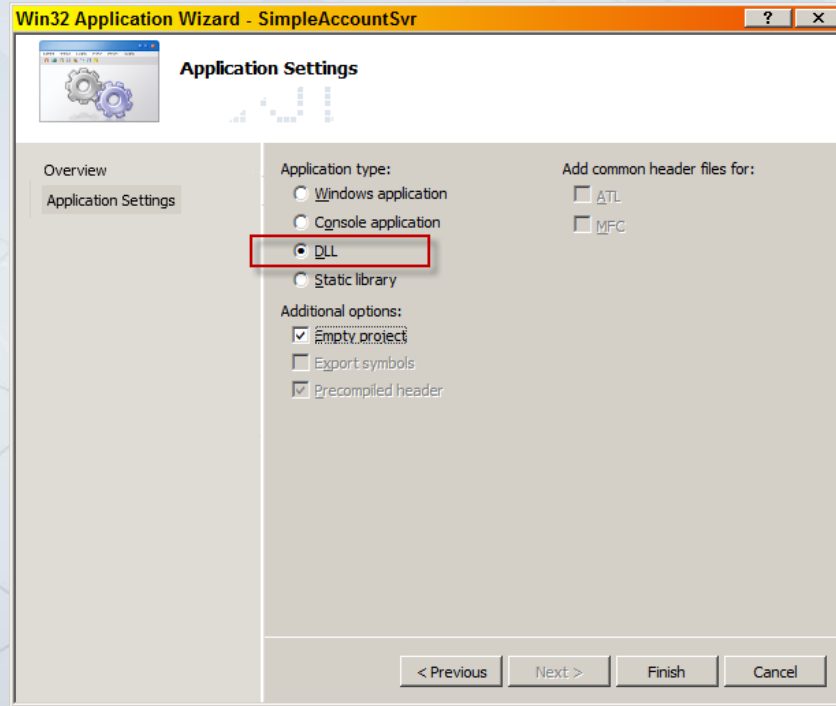 Win32 Application Wizard - SimpleAccountSvr
Application Settings
Overview
Application Settings
Application type:
Windows application
Console application
DLL
Static library
Additional options:
Empty project
Export symbols
Precompiled header
Add common header files for:
ATL
MFC
< Previous
Next >
Finish
Cancel